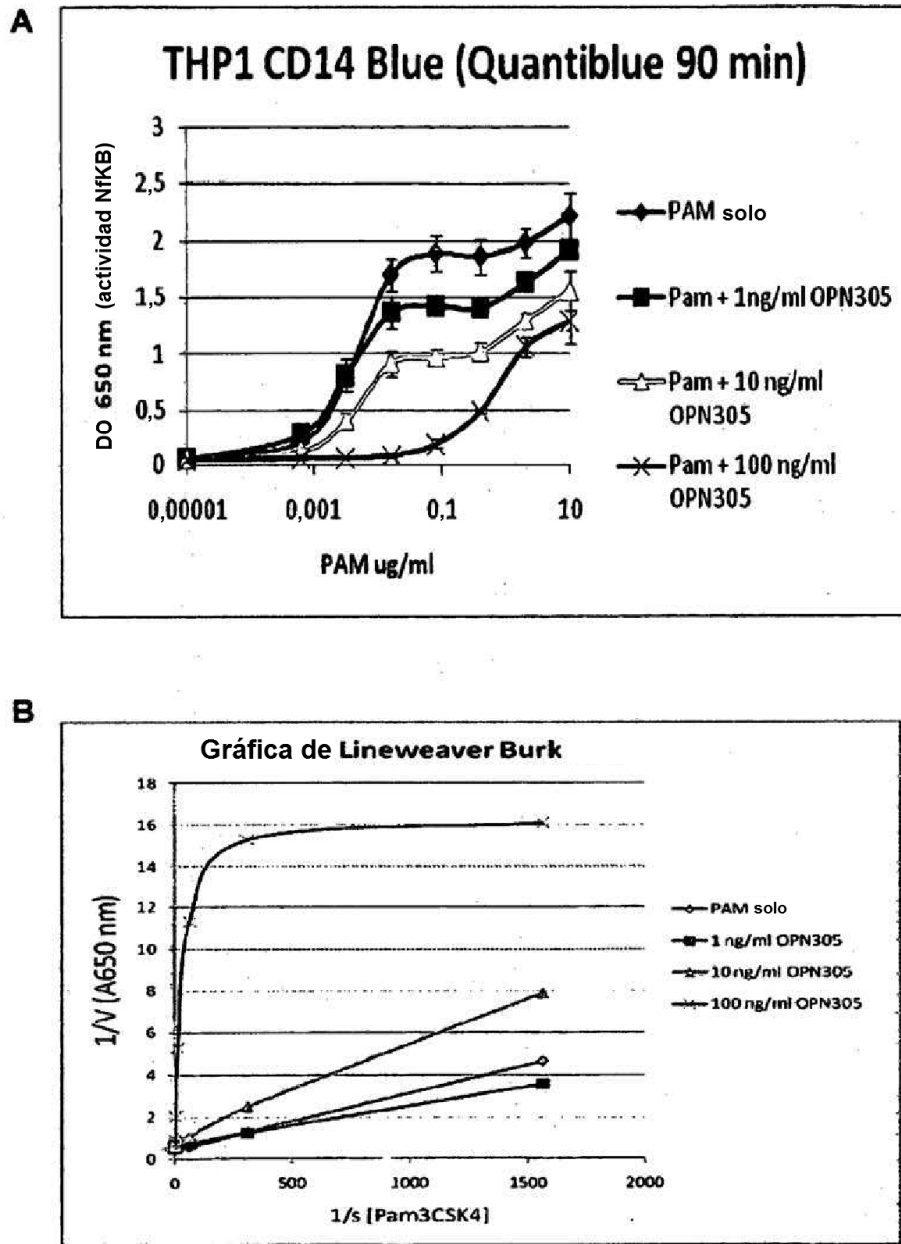 A
THP1 CD14 Blue (Quantiblue 90 min)
DO 650 nm (actividad NfKB)
3
2,5
2
1,5
1
0,5
0
0,00001
0,001
0,1
10
PAM ug/ml
PAM solo
Pam + 1ng/ml OPN305
Pam + 10 ng/ml
OPN305
Pam + 100 ng/ml
OPN305
B
Gráfica de Lineweaver Burk
1/V (A650 nm)
18
16
14
12
10
8
6
4
2
0
0
500
1000
1500
2000
1/s [Pam3CSK4]
PAM solo
1 ng/ml OPN305
10 ng/ml OPN305
100 ng/ml OPN305